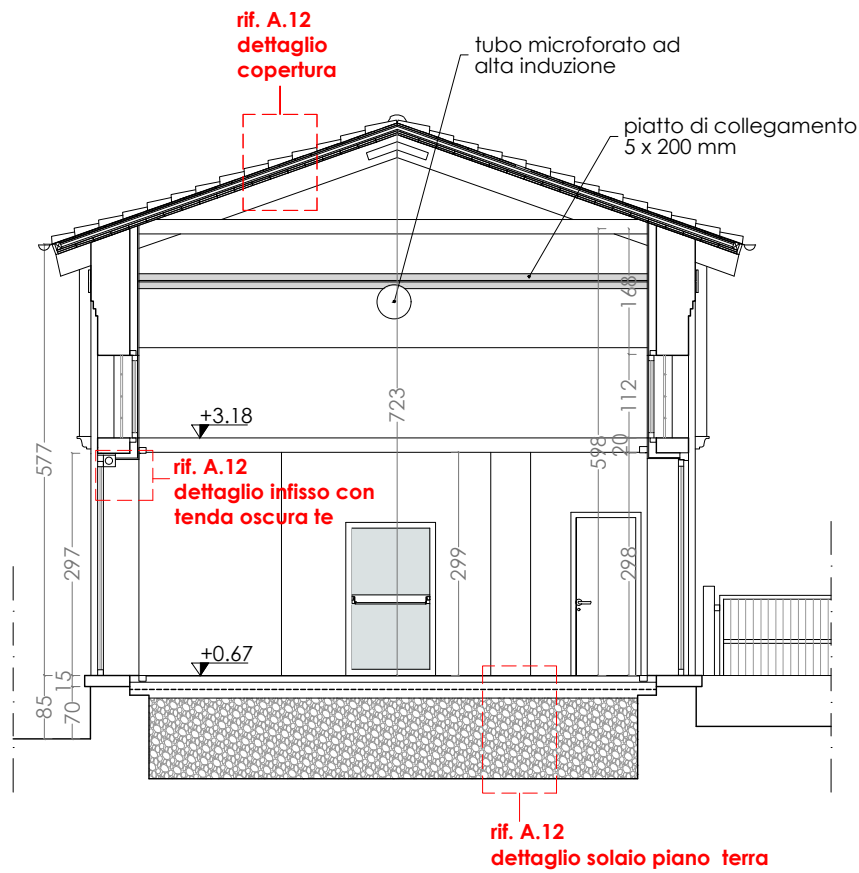 rif. A.12
dettaglio
copertura
tubo microforato ad
alta induzione
piatto di collegamento
5 x 200 mm
168
723
112
+3.18
577
598
20
rif. A.12
dettaglio infisso con
tenda oscura te
297
299
298
+0.67
15
85
70
rif. A.12
dettaglio solaio piano terra